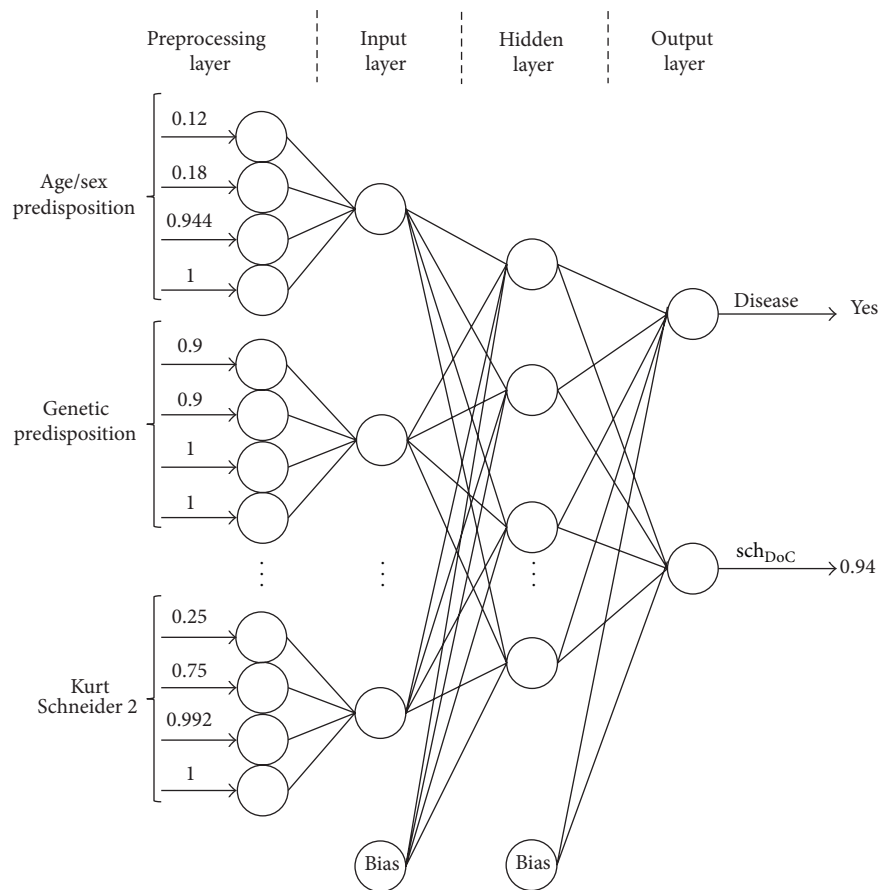 Preprocessing
layer
Input
layer
Hidden
layer
Output
layer
Age/sex
predisposition
0.12
0.18
0.944
1
Genetic
predisposition
0.9
0.9
1
1
Kurt
Schneider 2
0.25
0.75
0.992
1
Bias
Bias
Disease
Yes
sch_DoC
0.94